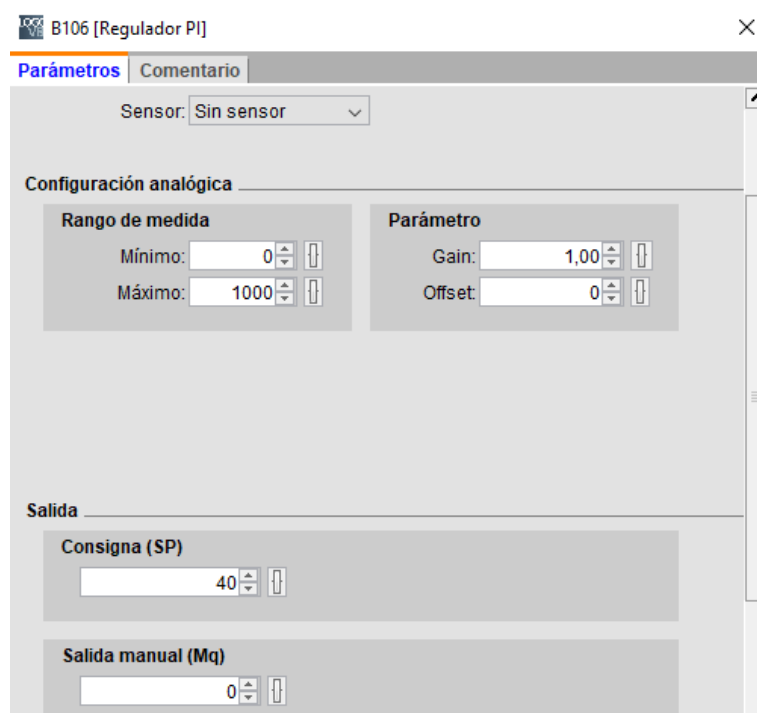 B106 [Regulador PI]
Parámetros Comentario
Sensor: Sin sensor
Configuración analógica
Rango de medida Parámetro
Mínimo: 0 Gain: 1,00
Máximo: 1000 Offset: 0
Salida
Consigna (SP)
40
Salida manual (Mq)
0